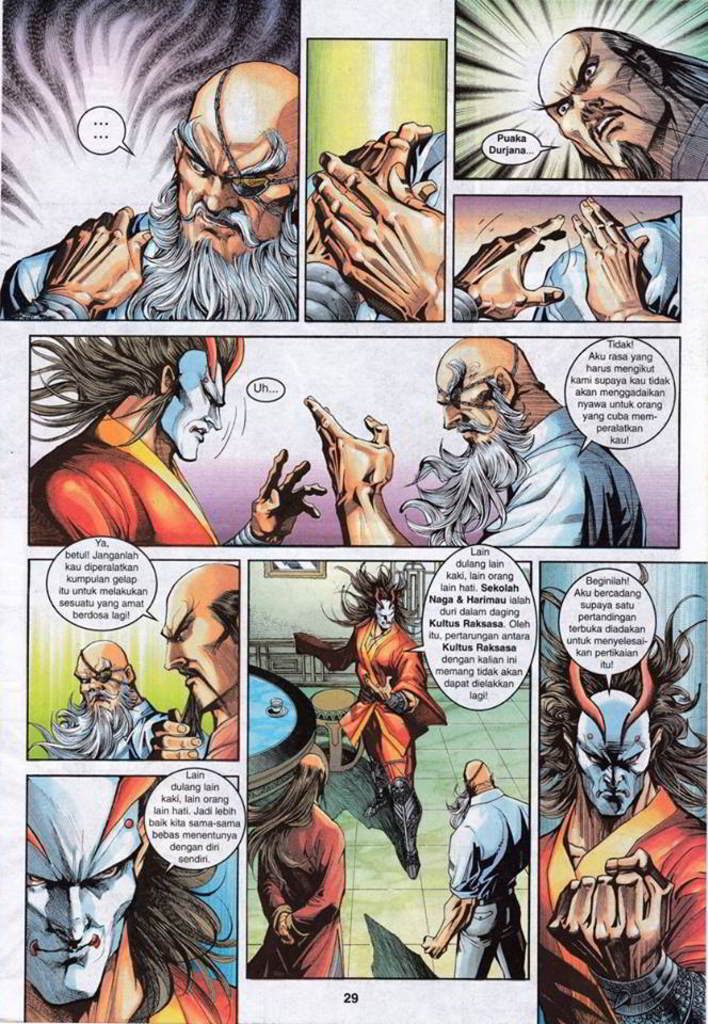 ...
...
Puaka
Durjana...
Uh...
Tidak!
Aku rasa yang
harus mengikut
kami supaya kau tidak
akan menggadaikan
nyawa untuk orang
yang cuba mem-
peralatkan
kau!
Ya,
betul! Janganlah
kau diperalatkan
kumpulan gelap
itu untuk melakukan
sesuatu yang amat
berdosa lagi!
Lain
dulang lain
kaki, lain orang
lain hati. Sekolah
Naga & Harimau ialah
duri dalam daging
Kultus Raksasa. Oleh
itu, pertarungan antara
Kultus Raksasa
dengan kalian ini
memang tidak akan
dapat dielakkan
lagi!
Beginilah!
Aku bercadang
supaya satu
pertandingan
terbuka diadakan
untuk menyelesai-
kan pertikaian
itu!
Lain
dulang lain
kaki, lain orang
lain hati. Jadi lebih
baik kita sama-sama
bebas menentunya
dengan diri
sendiri.
29